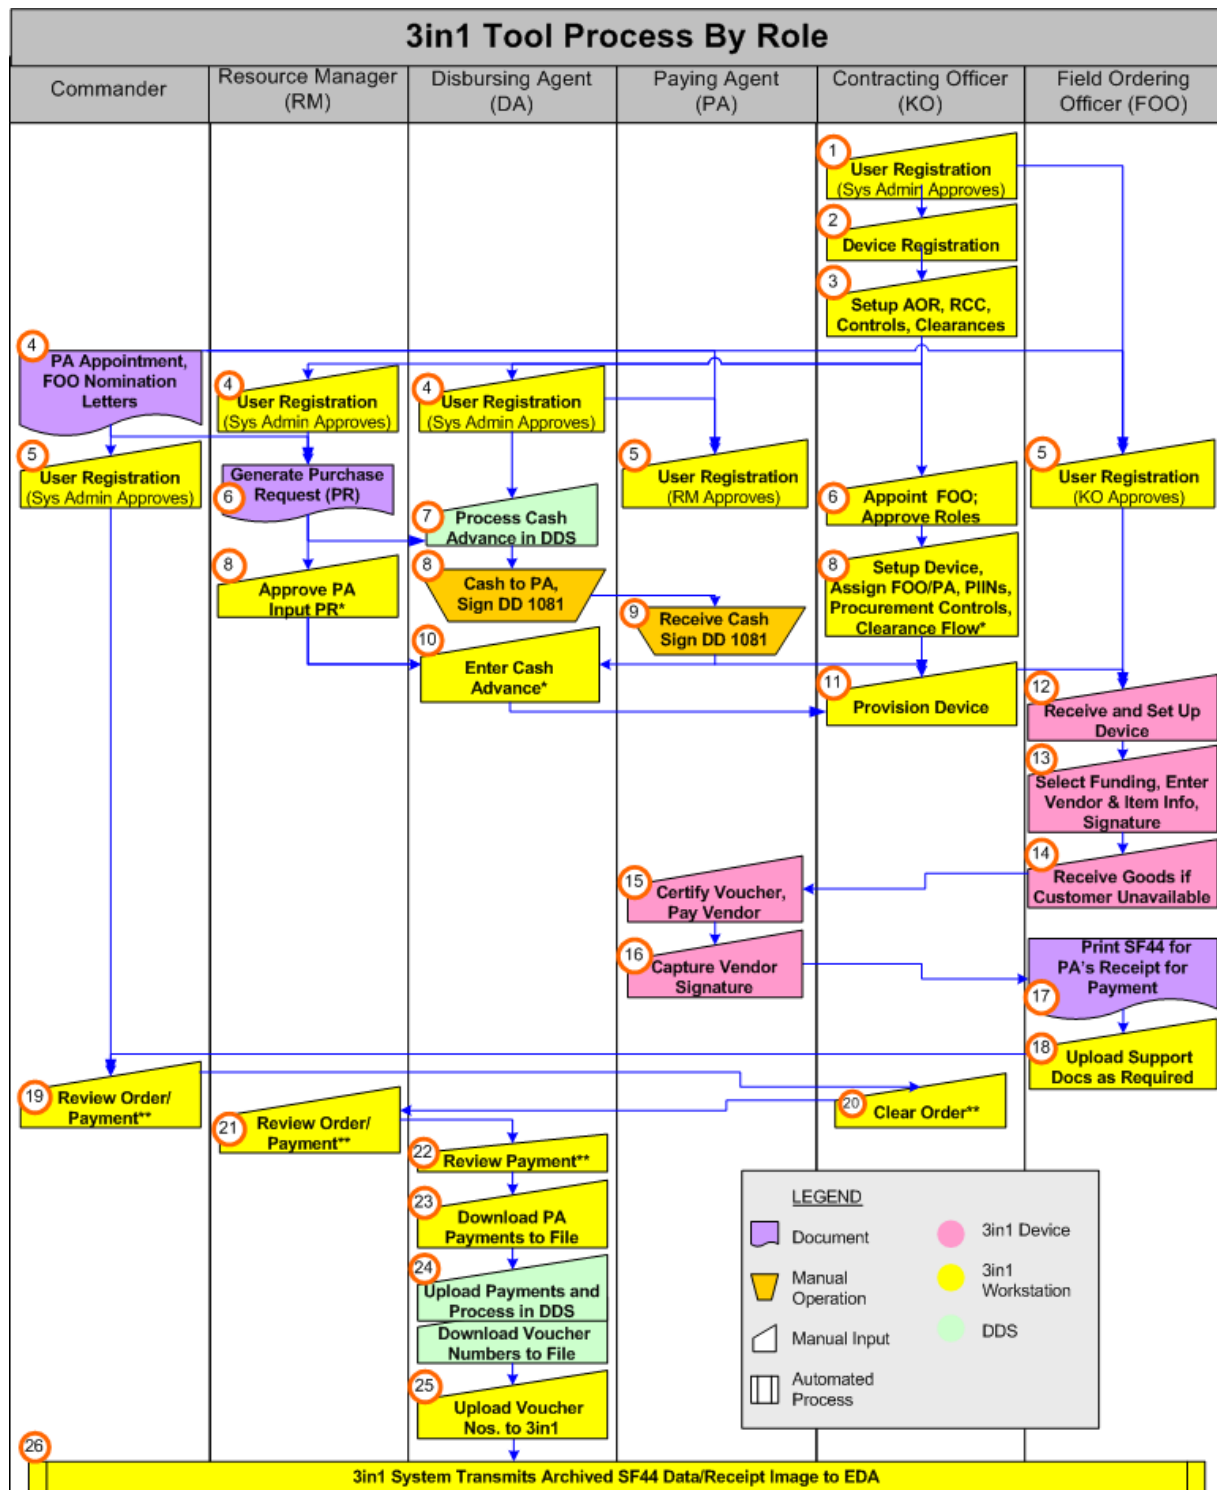 3in1 Tool Process By Role
Commander
Resource Manager
(RM)
Disbursing Agent
(DA)
Paying Agent
(PA)
Contracting Officer
(KO)
Field Ordering
Officer (FOO)
1
User Registration
(Sys Admin Approves)
2
Device Registration
3
Setup AOR, RCC,
Controls, Clearances
4
PA Appointment,
FOO Nomination
Letters
4
User Registration
(Sys Admin Approves)
4
User Registration
(Sys Admin Approves)
5
User Registration
(Sys Admin Approves)
6
Generate Purchase
Request (PR)
5
User Registration
(RM Approves)
6
Appoint FOO;
Approve Roles
5
User Registration
(KO Approves)
7
Process Cash
Advance in DDS
8
Approve PA
Input PR*
8
Cash to PA,
Sign DD 1081
9
Receive Cash
Sign DD 1081
8
Setup Device,
Assign FOO/PA, PIINs,
Procurement Controls,
Clearance Flow*
10
Enter Cash
Advance*
11
Provision Device
12
Receive and Set Up
Device
13
Select Funding, Enter
Vendor & Item Info,
Signature
14
Receive Goods if
Customer Unavailable
15
Certify Voucher,
Pay Vendor
16
Capture Vendor
Signature
Print SF44 for
PA's Receipt for
Payment
17
18
Upload Support
Docs as Required
19
Review Order/
Payment**
20
Clear Order**
21
Review Order/
Payment**
22
Review Payment**
23
Download PA
Payments to File
24
Upload Payments and
Process in DDS
Download Voucher
Numbers to File
25
Upload Voucher
Nos. to 3in1
LEGEND
Document
Manual
Operation
Manual Input
Automated
Process
3in1 Device
3in1
Workstation
DDS
26
3in1 System Transmits Archived SF44 Data/Receipt Image to EDA